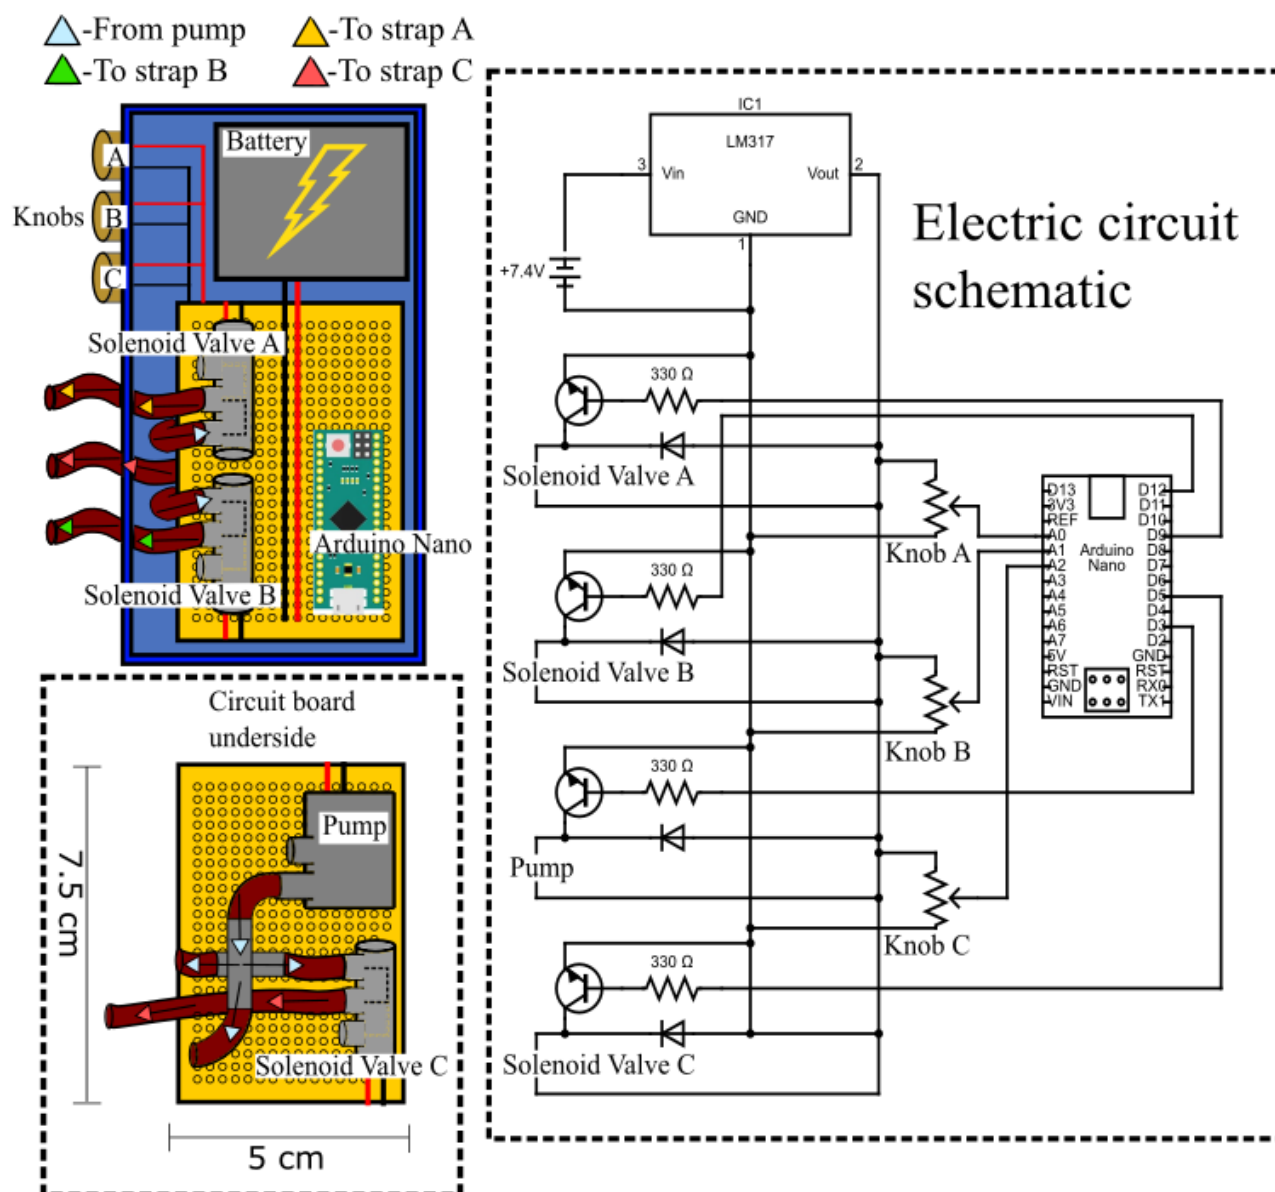 -From pump
-To strap A
-To strap B
-To strap C
Battery
A
Knobs
B
C
Solenoid Valve A
Arduino Nano
Solenoid Valve B
Circuit board
underside
Pump
7.5 cm
Solenoid Valve C
5 cm
Electric circuit
schematic
IC1
LM317
3
Vin
Vout
2
GND
1
+7.4V
330 Ω
Solenoid Valve A
Knob A
330 Ω
Solenoid Valve B
Knob B
330 Ω
Pump
Knob C
330 Ω
Solenoid Valve C
Arduino
Nano
D13
3V3
REF
A0
A1
A2
A3
A4
A5
A6
A7
5V
RST
GND
VIN
D12
D11
D10
D9
D8
D7
D6
D5
D4
D3
D2
GND
RST
RX0
TX1